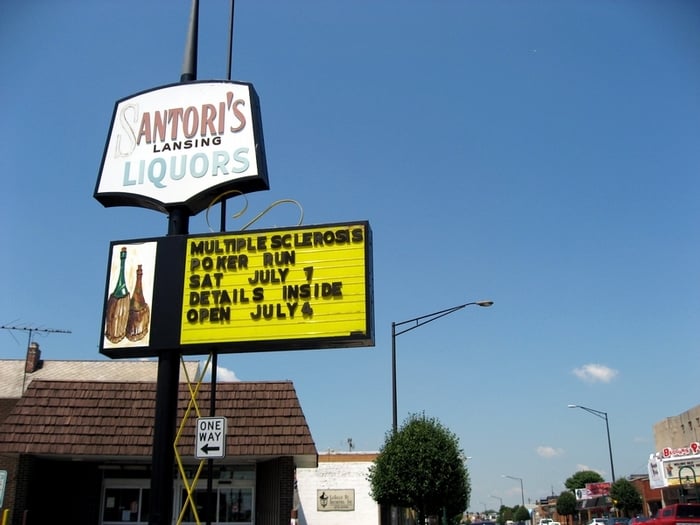 SANTORI'S
LANSING
LIQUORS
MULTIPLE SCLEROSIS
POKER RUN
SAT JULY 7
DETAILS INSIDE
OPEN JULY 4
ONE
WAY